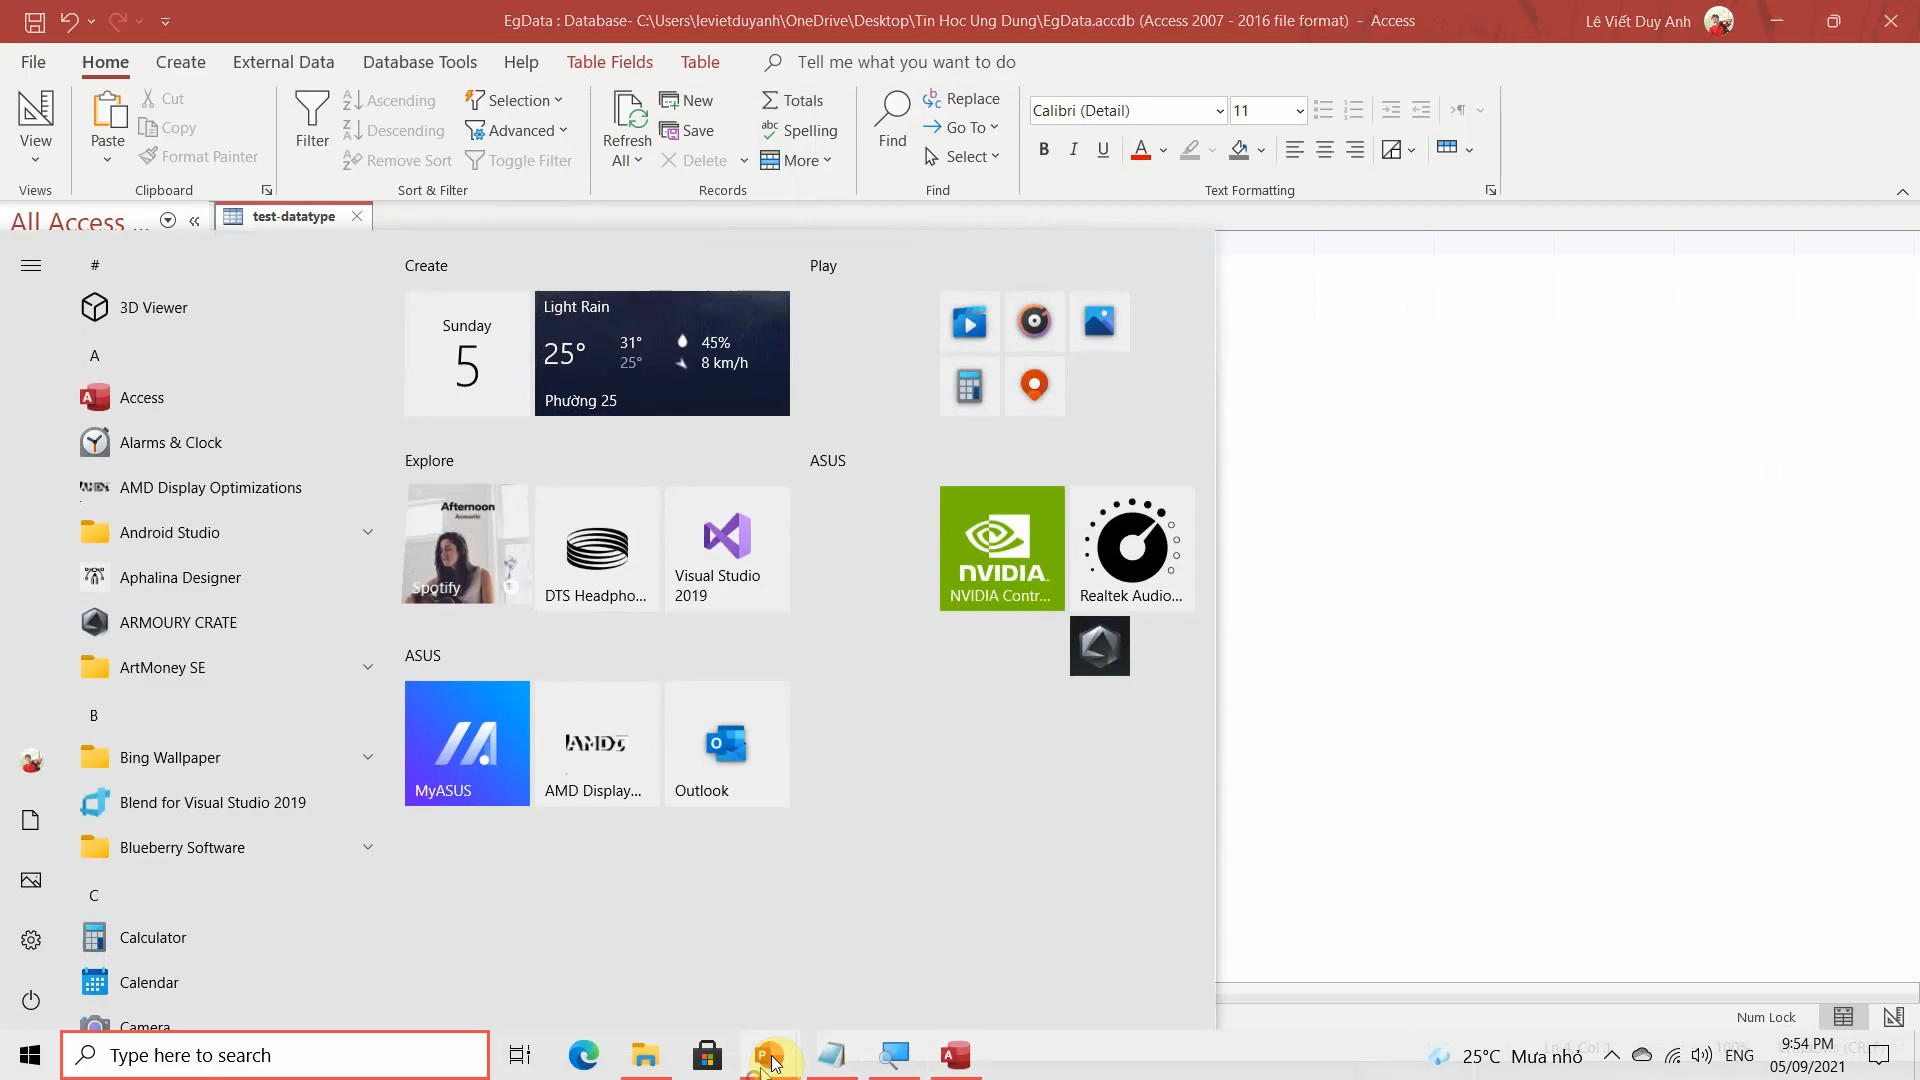 EgData : Database- C:\Users\levietduyanh\OneDrive\Desktop\Tin Hoc Ung Dung\EgData.accdb (Access 2007 - 2016 file format) - Access
Lê Viết Duy Anh
File Home Create External Data Database Tools Help Table Fields Table Tell me what you want to do
View
Paste
Cut
Copy
Format Painter
Filter
Ascending
Descending
Remove Sort
Selection
Advanced
Toggle Filter
Refresh
All
New
Save
Delete
Totals
Spelling
More
Find
Replace
Go To
Select
Calibri (Detail) 11
B I U
Views Clipboard Sort & Filter Records Find Text Formatting
All Access ...
test-datatype
#
3D Viewer
A
Access
Alarms & Clock
AMD Display Optimizations
Android Studio
Aphalina Designer
ARMOURY CRATE
ArtMoney SE
B
Bing Wallpaper
Blend for Visual Studio 2019
Blueberry Software
C
Calculator
Calendar
Camera
Create
Sunday
5
Light Rain
25°
31°
25°
45%
8 km/h
Phường 25
Play
Explore
Afternoon
Acoustic
Spotify
DTS Headpho...
Visual Studio
2019
ASUS
NVIDIA
NVIDIA Contr...
Realtek Audio...
ASUS
MyASUS
AMD Display...
Outlook
Num Lock
Type here to search
25°C Mưa nhỏ
ENG
9:54 PM
05/09/2021